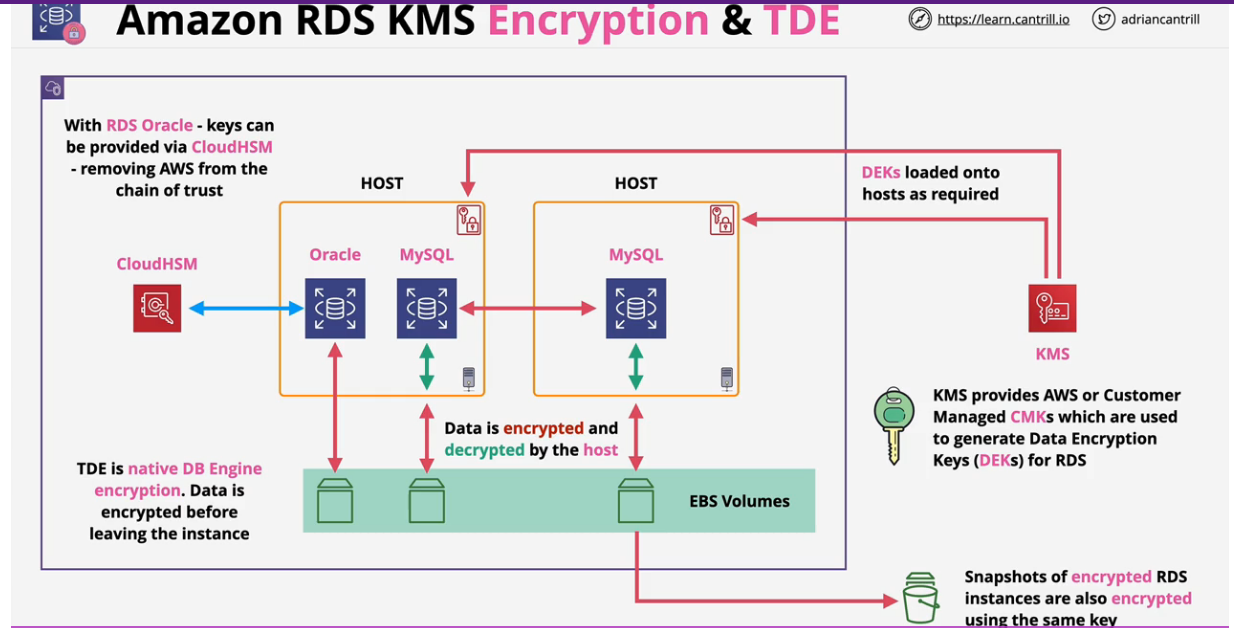 Amazon RDS KMS Encryption & TDE
https://learn.cantrill.io
adriancantrill
With RDS Oracle - keys can
be provided via CloudHSM
- removing AWS from the
chain of trust
HOST
HOST
DEKs loaded onto
hosts as required
Oracle
MySQL
MySQL
CloudHSM
KMS
KMS provides AWS or Customer
Managed CMKs which are used
to generate Data Encryption
Keys (DEKs) for RDS
Data is encrypted and
decrypted by the host
TDE is native DB Engine
encryption. Data is
encrypted before
leaving the instance
EBS Volumes
Snapshots of encrypted RDS
instances are also encrypted
using the same key